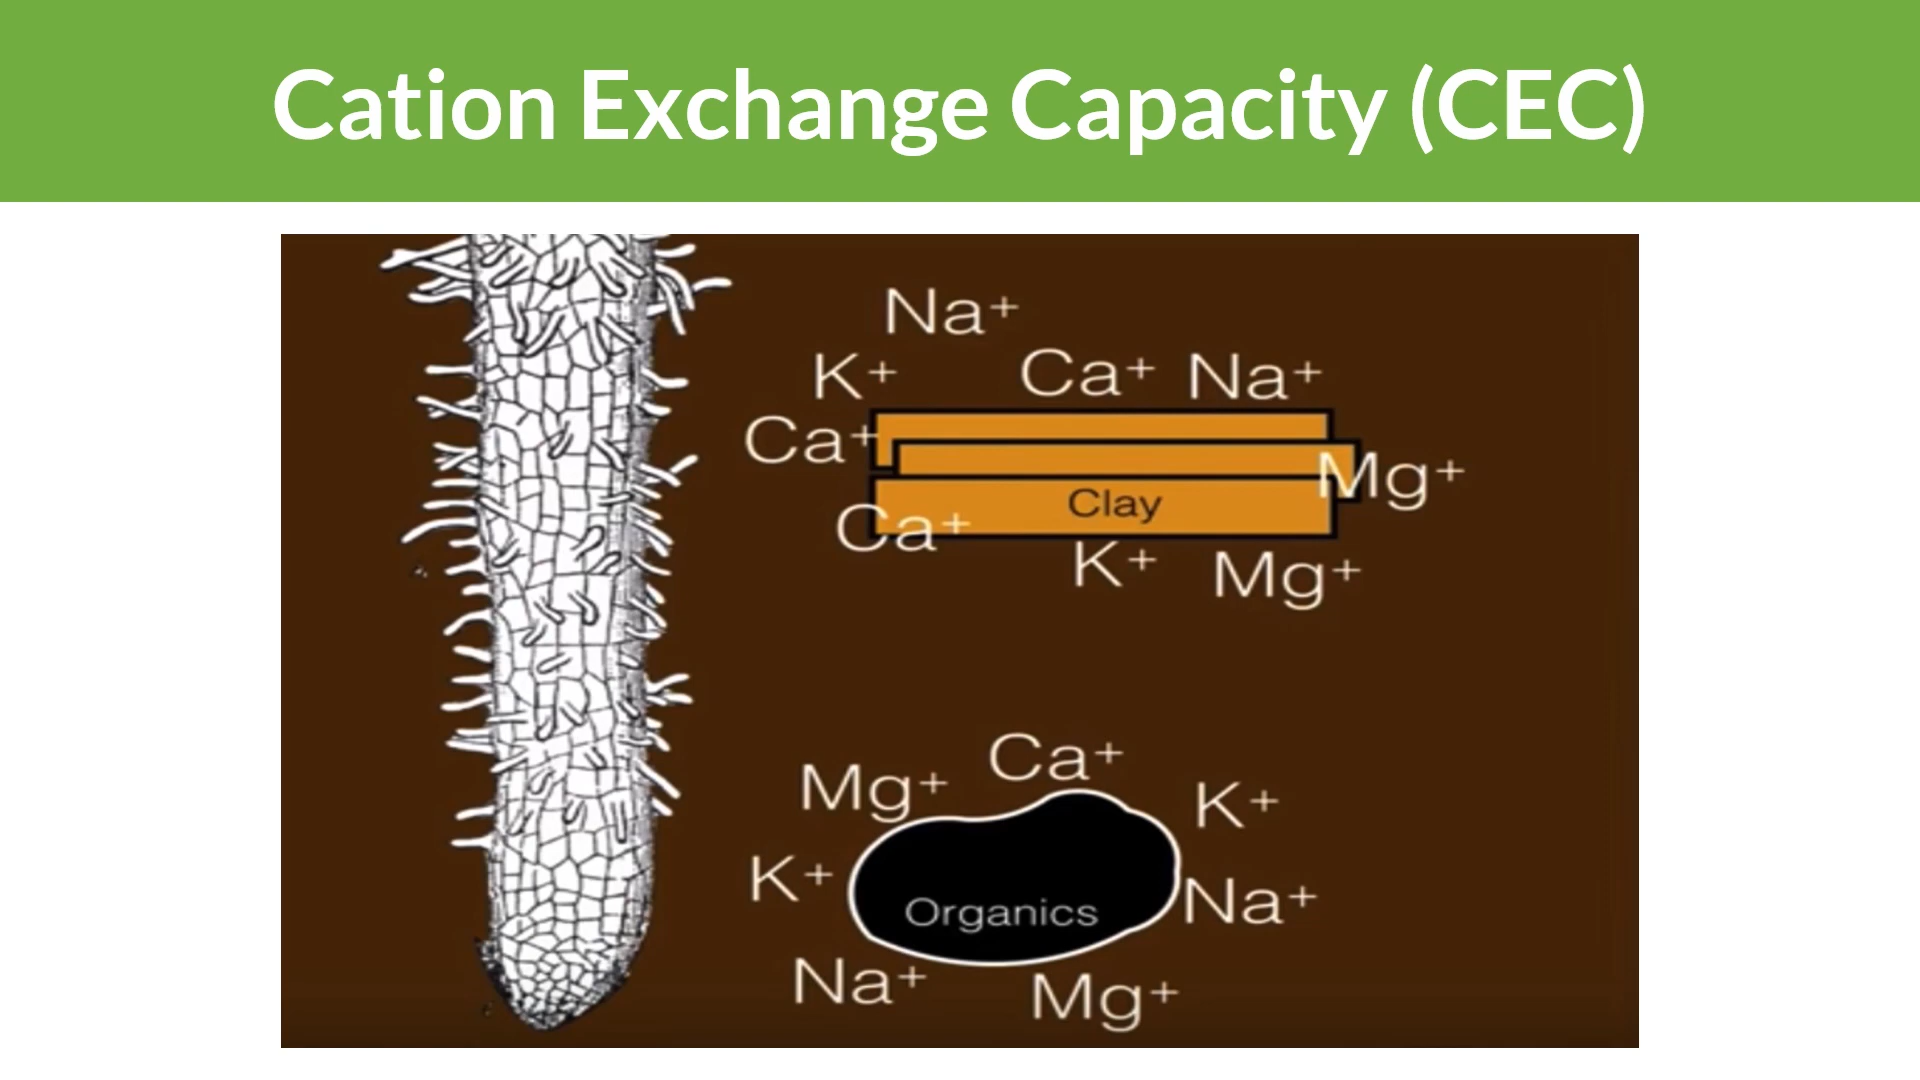 Cation Exchange Capacity (CEC)
Na⁺
K⁺ Ca⁺ Na⁺
Ca⁺
Mg⁺
Clay
Ca⁺
K⁺ Mg⁺
Ca⁺
Mg⁺
K⁺
K⁺
Na⁺
Organics
Na⁺
Mg⁺